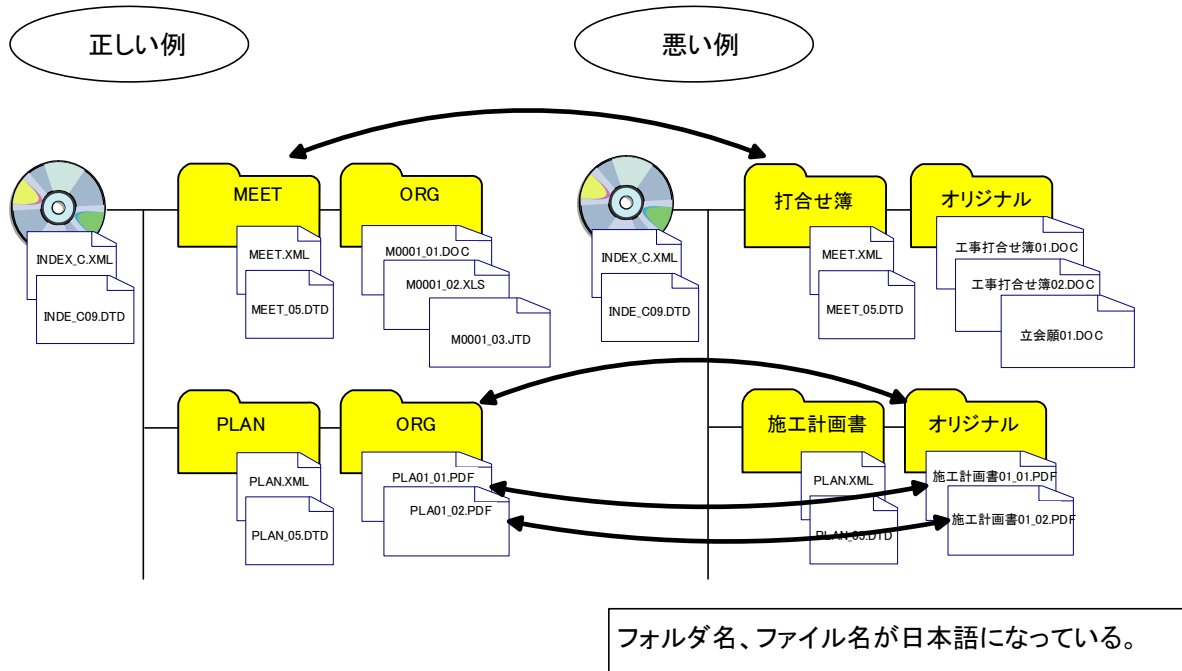 正しい例
悪い例
MEET
ORG
INDEX_C.XML
INDE_C09.DTD
MEET.XML
MEET_05.DTD
M0001_01.DOC
M0001_02.XLS
M0001_03.JTD
PLAN
ORG
PLAN.XML
PLAN_05.DTD
PLA01_01.PDF
PLA01_02.PDF
打合せ簿
オリジナル
INDEX_C.XML
INDE_C09.DTD
MEET.XML
MEET_05.DTD
工事打合せ簿01.DOC
工事打合せ簿02.DOC
立会願01.DOC
施工計画書
オリジナル
PLAN.XML
PLAN_05.DTD
施工計画書01_01.PDF
施工計画書01_02.PDF
フォルダ名、ファイル名が日本語になっている。